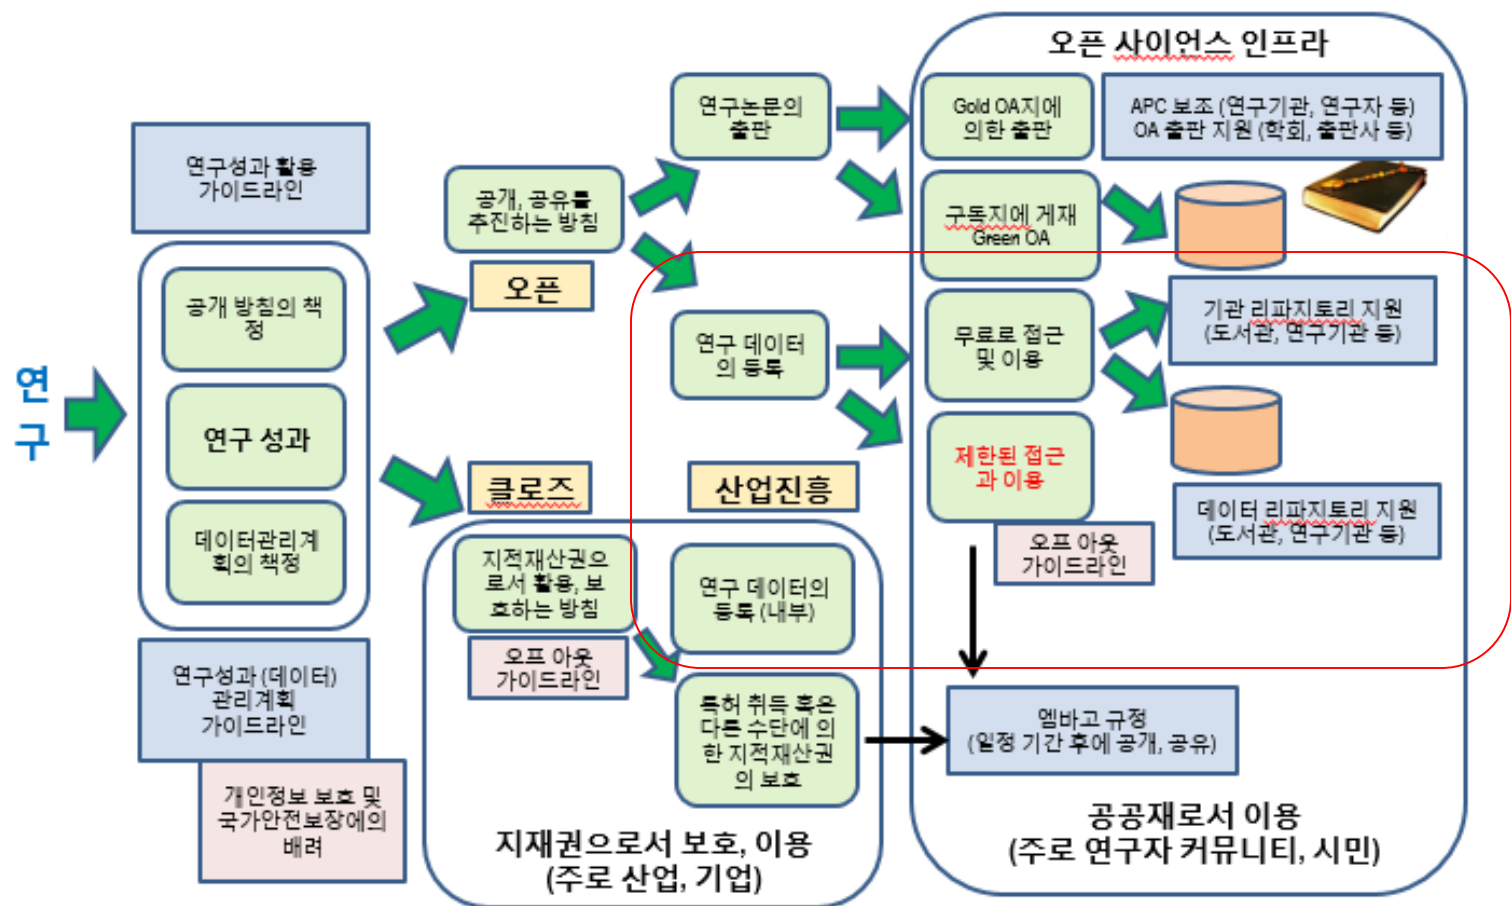 오픈 사이언스 인프라
연구논문의
출판
Gold OA지에
의한 출판
APC 보조 (연구기관, 연구자 등)
OA 출판 지원 (학회, 출판사 등)
연구성과 활용
가이드라인
공개, 공유를
추진하는 방침
구독지에 게재
Green OA
오픈
공개 방침의 책
정
연구 데이터
의 등록
무료로 접근
및 이용
기관 리파지토리 지원
(도서관, 연구기관 등)
연
구
연구 성과
제한된 접근
과 이용
클로즈
산업진흥
데이터 리파지토리 지원
(도서관, 연구기관 등)
데이터관리계
획의 책정
지적재산권으
로서 활용, 보
호하는 방침
연구 데이터의
등록 (내부)
오프 아웃
가이드라인
오프 아웃
가이드라인
연구성과 (데이터)
관리계획
가이드라인
특허 취득 혹은
다른 수단에 의
한 지적재산권
의 보호
엠바고 규정
(일정 기간 후에 공개, 공유)
개인정보 보호 및
국가안전보장에의
배려
지재권으로서 보호, 이용
(주로 산업, 기업)
공공재로서 이용
(주로 연구자 커뮤니티, 시민)